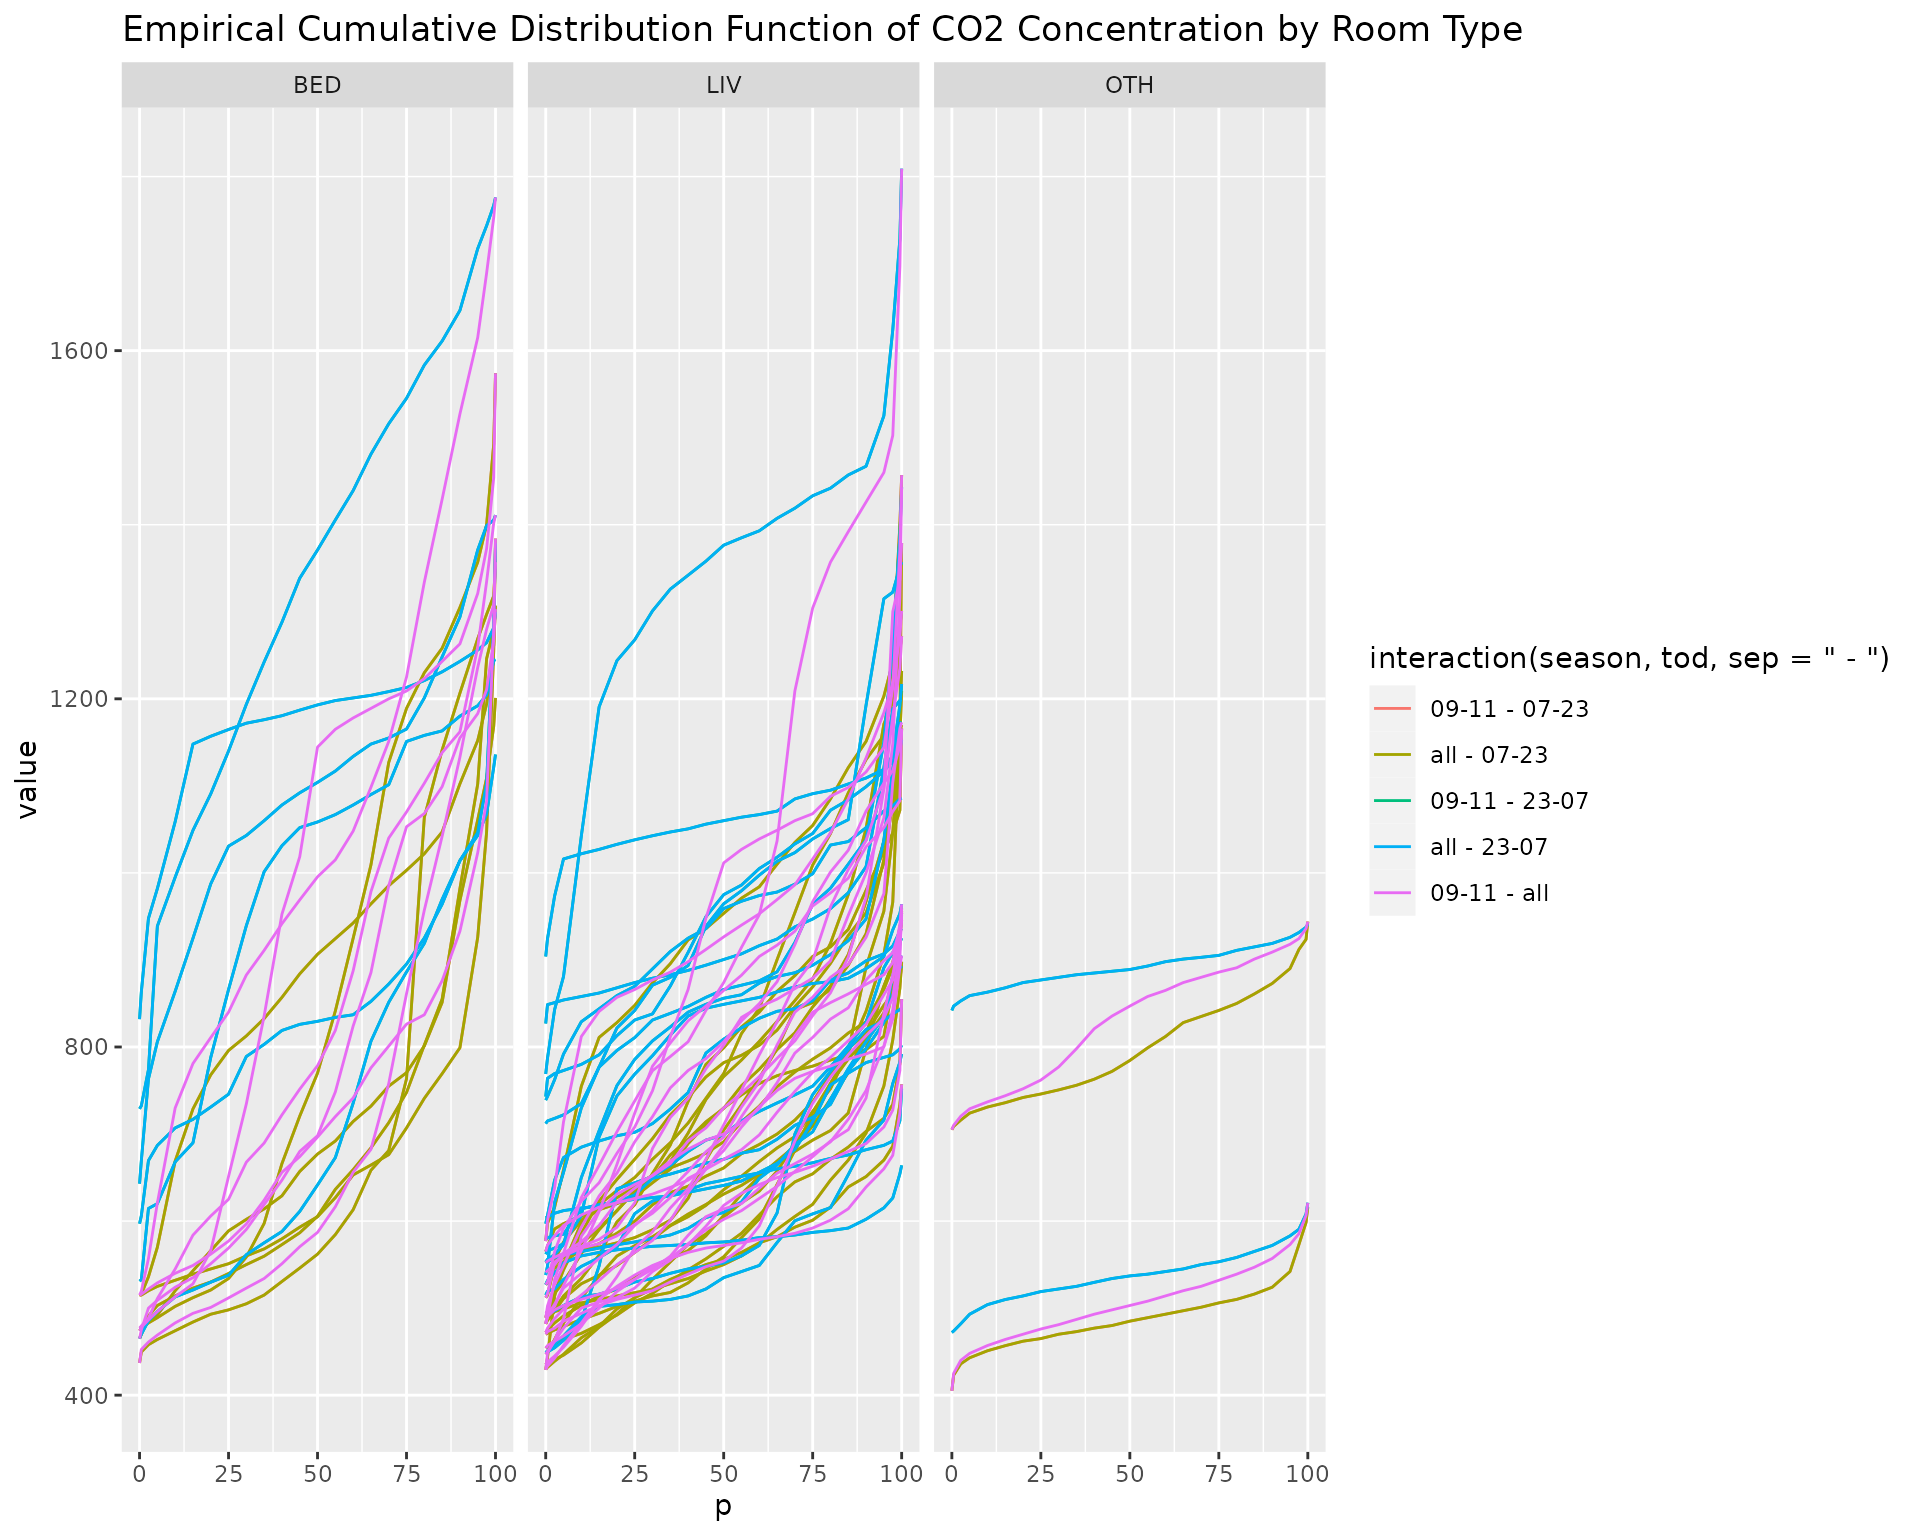 Empirical Cumulative Distribution Function of CO2 Concentration by Room Type
BED LIV OTH
1600
1200
800
400
value
0 25 50 75 100 0 25 50 75 100 0 25 50 75 100
p
interaction(season, tod, sep = " - ")
09-11 - 07-23
all - 07-23
09-11 - 23-07
all - 23-07
09-11 - all